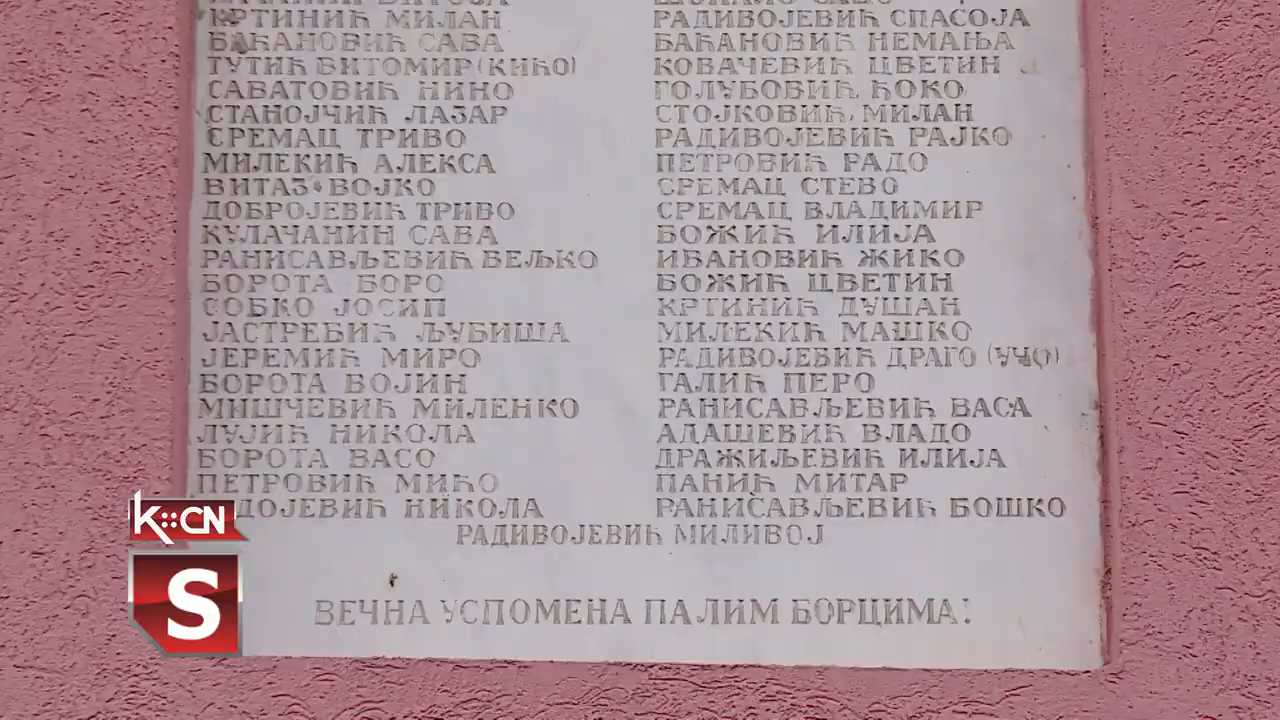 КРТИНИЋ МИЛАН
БАЋАНОВИЋ САВА
ТУТИЋ ВИТОМИР (КИЋО)
САВАТОВИЋ НИНО
СТАНОЈЧИЋ ЛАЗАР
СРЕМАЦ ТРИВО
МИЛЕКИЋ АЛЕКСА
ВИТАЗ ВОЈКО
ДОБРОЈЕВИЋ ТРИВО
КУЛАЧАНИН САВА
РАНИСАВЉЕВИЋ ВЕЉКО
БОРОТА БОРО
СОБКО ЈОСИП
ЈАСТРЕБИЋ ЉУБИША
ЈЕРЕМИЋ МИРО
БОРОТА ВОЈИН
МИШЧЕВИЋ МИЛЕНКО
ЛУЈИЋ НИКОЛА
БОРОТА ВАСО
ПЕТРОВИЋ МИЋО
ДОЈЕВИЋ НИКОЛА
РАДИВОЈЕВИЋ СПАСОЈА
БАЋАНОВИЋ НЕМАЊА
КОВАЧЕВИЋ ЦВЕТИН
ГОЛУБОВИЋ ЂОКО
СТОЈКОВИЋ МИЛАН
РАДИВОЈЕВИЋ РАЈКО
ПЕТРОВИЋ РАДО
СРЕМАЦ СТЕВО
СРЕМАЦ ВЛАДИМИР
БОЖИЋ ИЛИЈА
ИВАНОВИЋ ЖИКО
БОЖИЋ ЦВЕТИН
КРТИНИЋ ДУШАН
МИЛЕКИЋ МАШКО
РАДИВОЈЕВИЋ ДРАГО (УЧО)
ГАЛИЋ ПЕРО
РАНИСАВЉЕВИЋ ВАСА
АДАШЕВИЋ ВЛАДО
ДРАЖИЉЕВИЋ ИЛИЈА
ПАНИЋ МИТАР
РАНИСАВЉЕВИЋ БОШКО
РАДИВОЈЕВИЋ МИЛИВОЈ
ВЕЧНА УСПОМЕНА ПАЛИМ БОРЦИМА!
K::CN
S